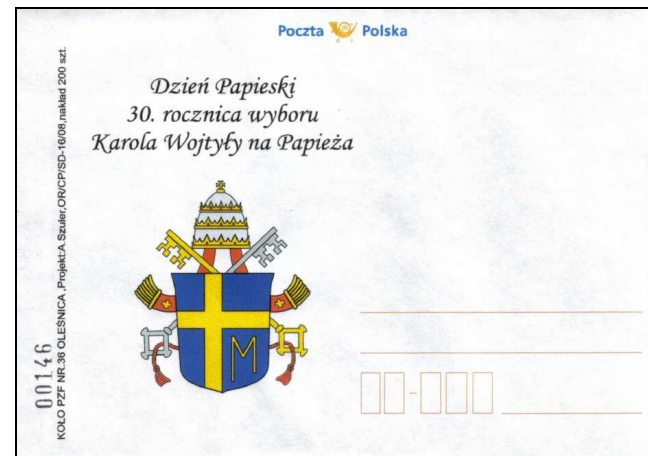 Poczta Polska
Dzień Papieski
30. rocznica wyboru
Karola Wojtyły na Papieża
M
00146
KOŁO PZF NR.36 OLEŚNICA ,Projekt:A.Szuler,OR/CP/SD-16/08,nakład 200 szt.